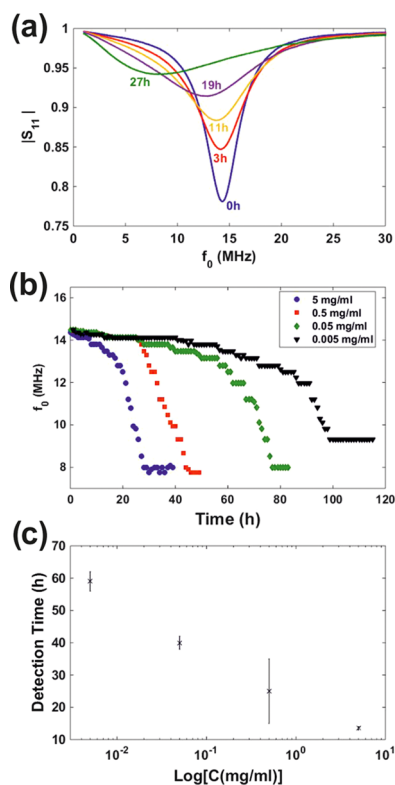 (a)
1
0.95
0.9
0.85
0.8
0.75
|S11|
27h
19h
11h
3h
0h
0 5 10 15 20 25 30
f0 (MHz)
(b)
16
14
12
10
8
f0 (MHz)
5 mg/ml
0.5 mg/ml
0.05 mg/ml
0.005 mg/ml
0 20 40 60 80 100 120
Time (h)
(c)
70
60
50
40
30
20
10
Detection Time (h)
10-2 10-1 100 101
Log[C(mg/ml)]